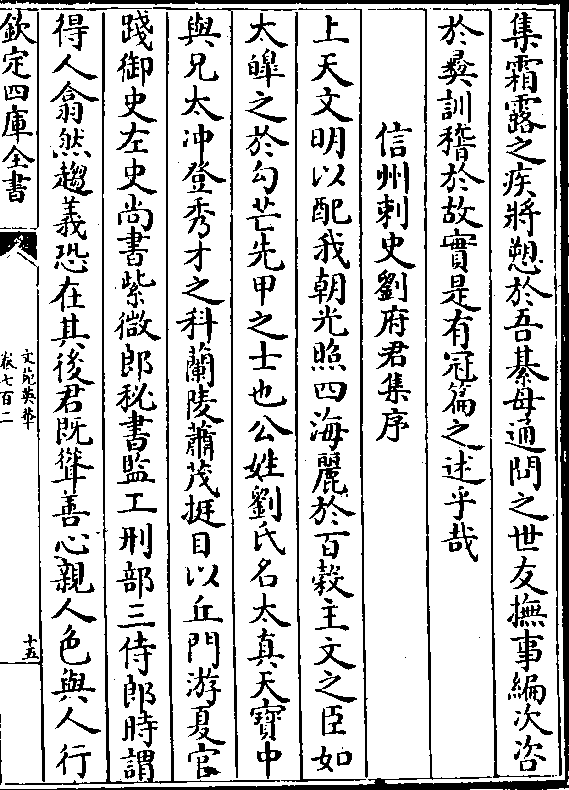 集霜露之疾將愬於吾綦毋通問之世友撫事編次咨
於彛訓稽於故實是有冠篇之述乎哉
信州刺史劉府君集序
上天文明以配我朝光照四海麗於百穀主文之臣如
太皥之於勾芒先甲之士也公姓劉氏名太真天寶中
與兄太冲登秀才之科蘭陵蕭茂挺目以丘門游夏官
踐御史左史尚書紫微郎秘書監工刑部三侍郎時謂
得人翕然趨義恐在其後君既聳善心親人色與人行
欽定四庫全書
文苑英華
卷七百二
十五